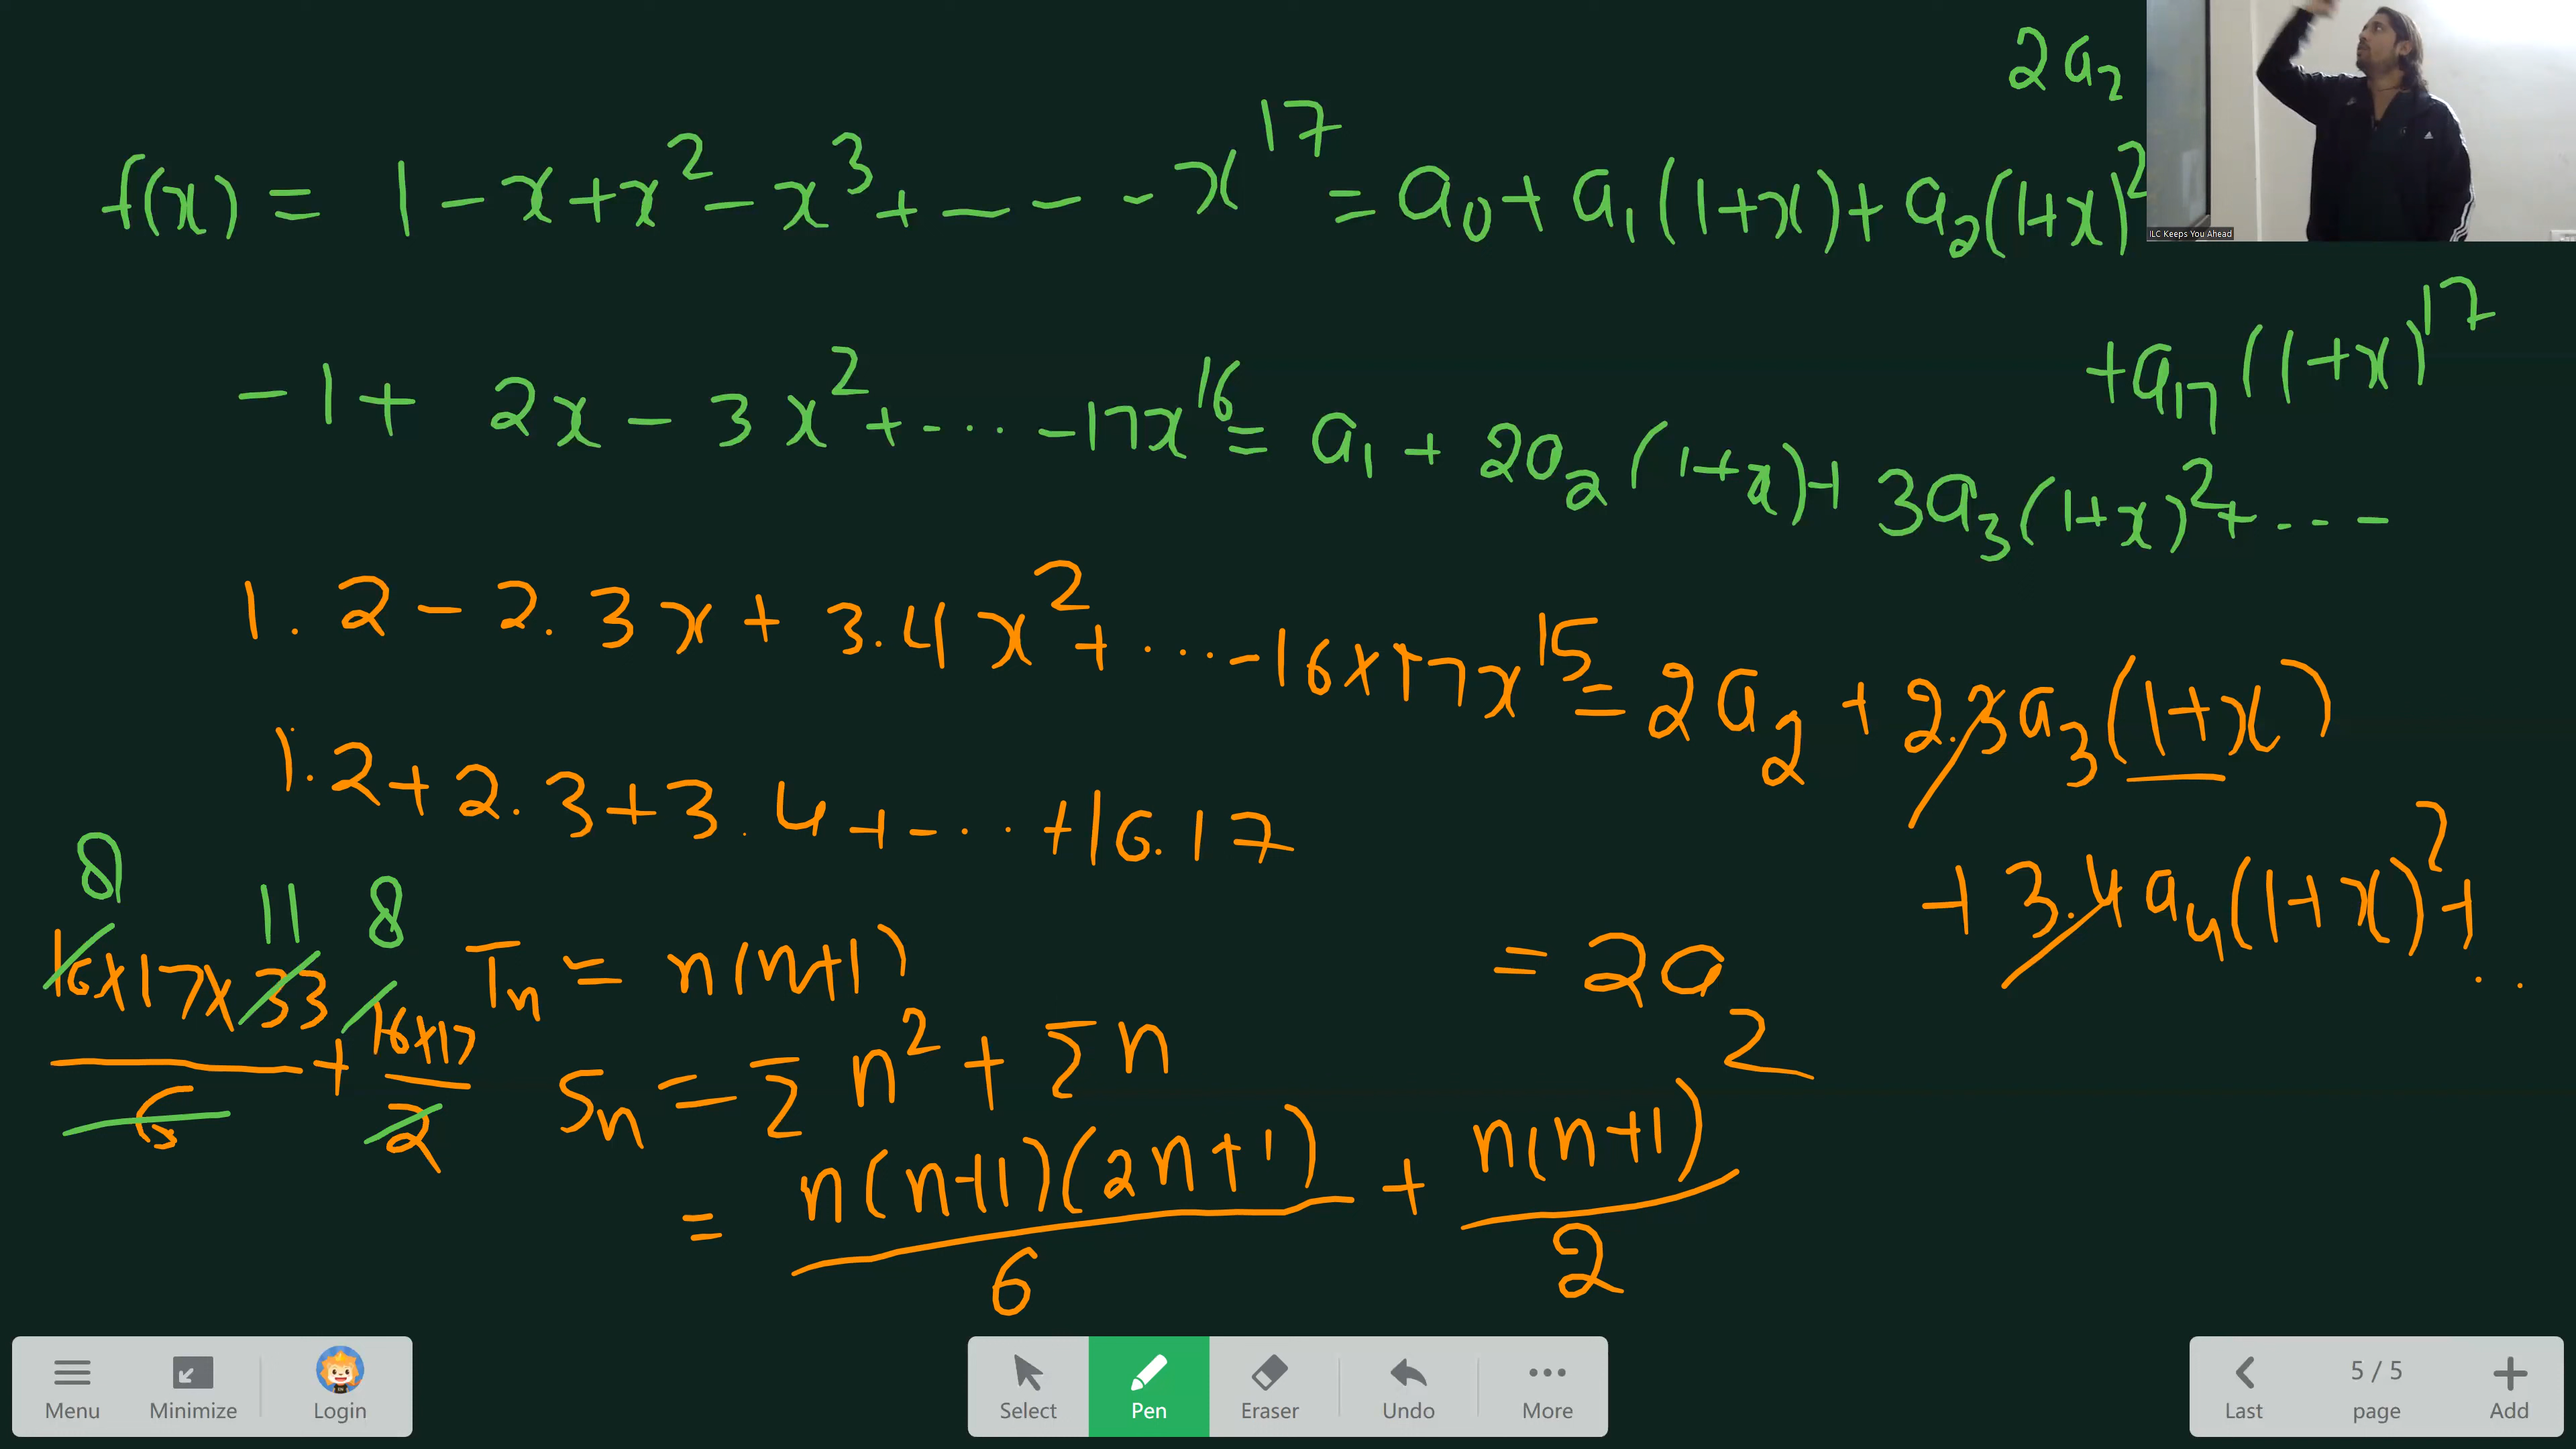 2a₂
f(x) = 1 - x + x² - x³ + - - - - x¹⁷ = a₀ + a₁(1+x) + a₂(1+x)²
ILC Keeps You Ahead
+ a₁₇(1+x)¹⁷
- 1 + 2x - 3x² + ... - 17x¹⁶ = a₁ + 2a₂(1+x) + 3a₃(1+x)² + ...
1.2 - 2.3x + 3.4x² + ... - 16×17x¹⁵ = 2a₂ + 2.3a₃(1+x)
+ 3.4a₄(1+x)² + ..
1.2 + 2.3 + 3.4 + ... + 16.17
= 2a₂
8 11 8
16×17×33 / 6 + 16×17 / 2
Tₙ = n(n+1)
Sₙ = Σn² + Σn
= n(n+1)(2n+1) / 6 + n(n+1) / 2
Menu Minimize Login Select Pen Eraser Undo More Last 5 / 5 page Add